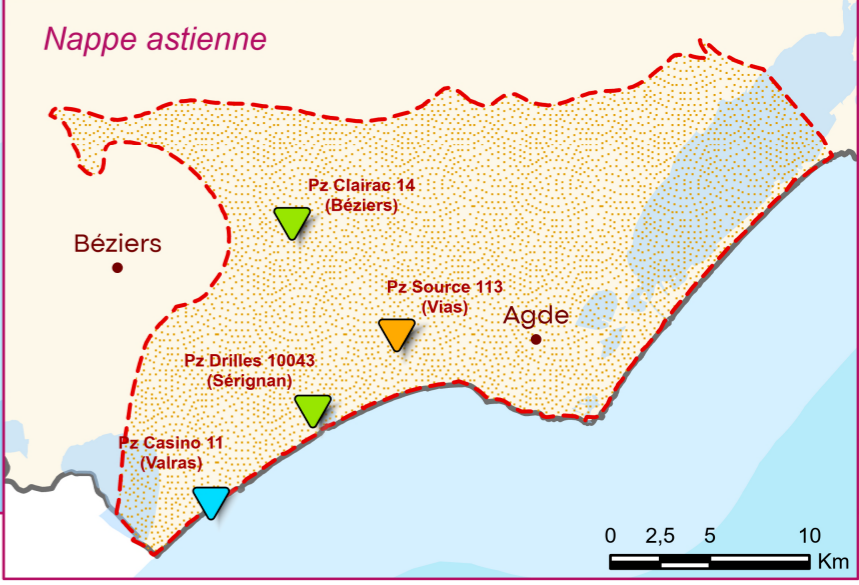 Nappe astienne
Pz Clairac 14
(Béziers)
Béziers
Pz Source 113
(Vias)
Agde
Pz Drilles 10043
(Sérignan)
Pz Casino 11
(Valras)
0 2,5 5 10
Km